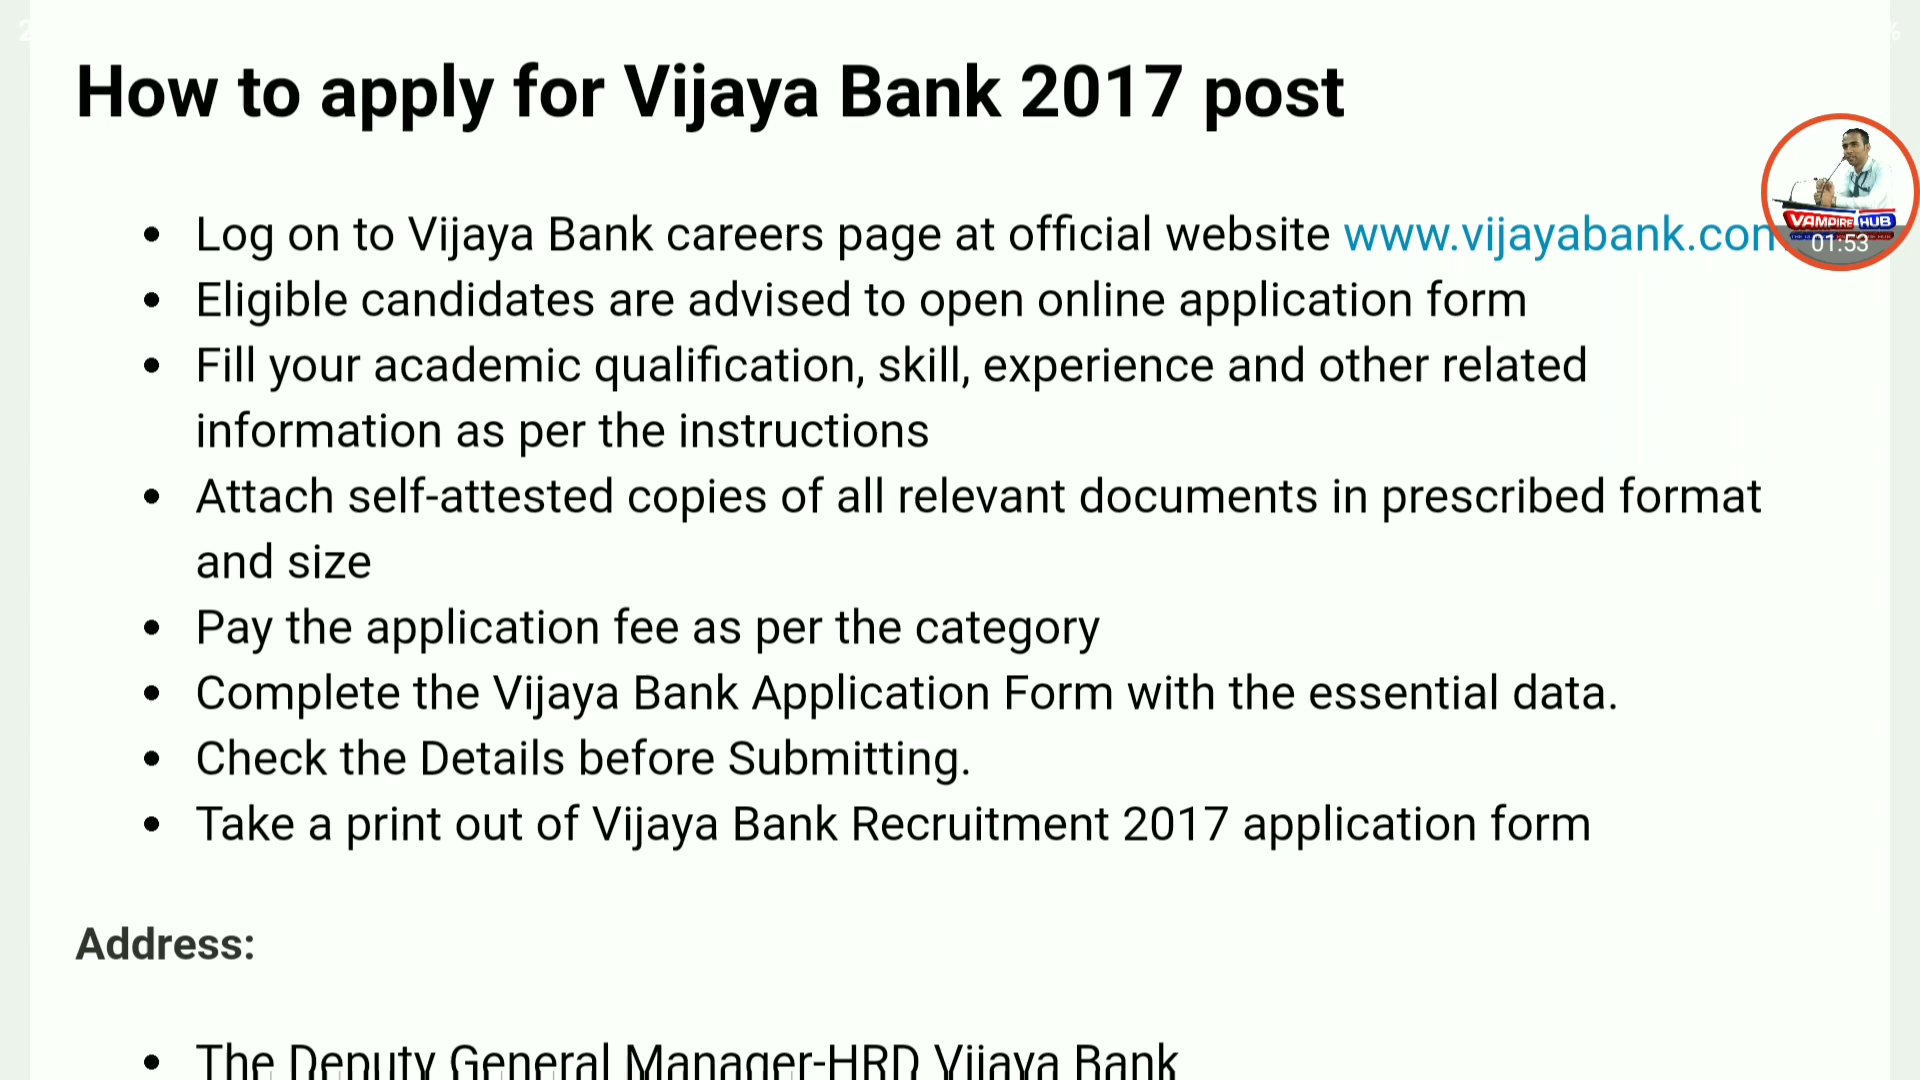 How to apply for Vijaya Bank 2017 post
• Log on to Vijaya Bank careers page at official website www.vijayabank.com
• Eligible candidates are advised to open online application form
• Fill your academic qualification, skill, experience and other related
information as per the instructions
• Attach self-attested copies of all relevant documents in prescribed format
and size
• Pay the application fee as per the category
• Complete the Vijaya Bank Application Form with the essential data.
• Check the Details before Submitting.
• Take a print out of Vijaya Bank Recruitment 2017 application form
Address:
• The Deputy General Manager-HRD Vijaya Bank
VAMPIRE HUB
01:53